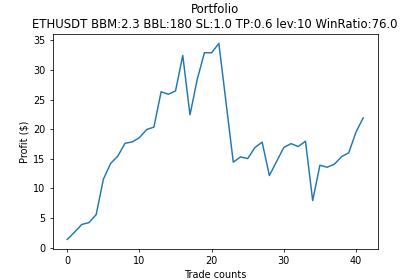 Portfolio
ETHUSDT BBM:2.3 BBL:180 SL:1.0 TP:0.6 lev:10 WinRatio:76.0
35
30
25
20
15
10
5
0
Profit ($)
0 10 20 30 40
Trade counts